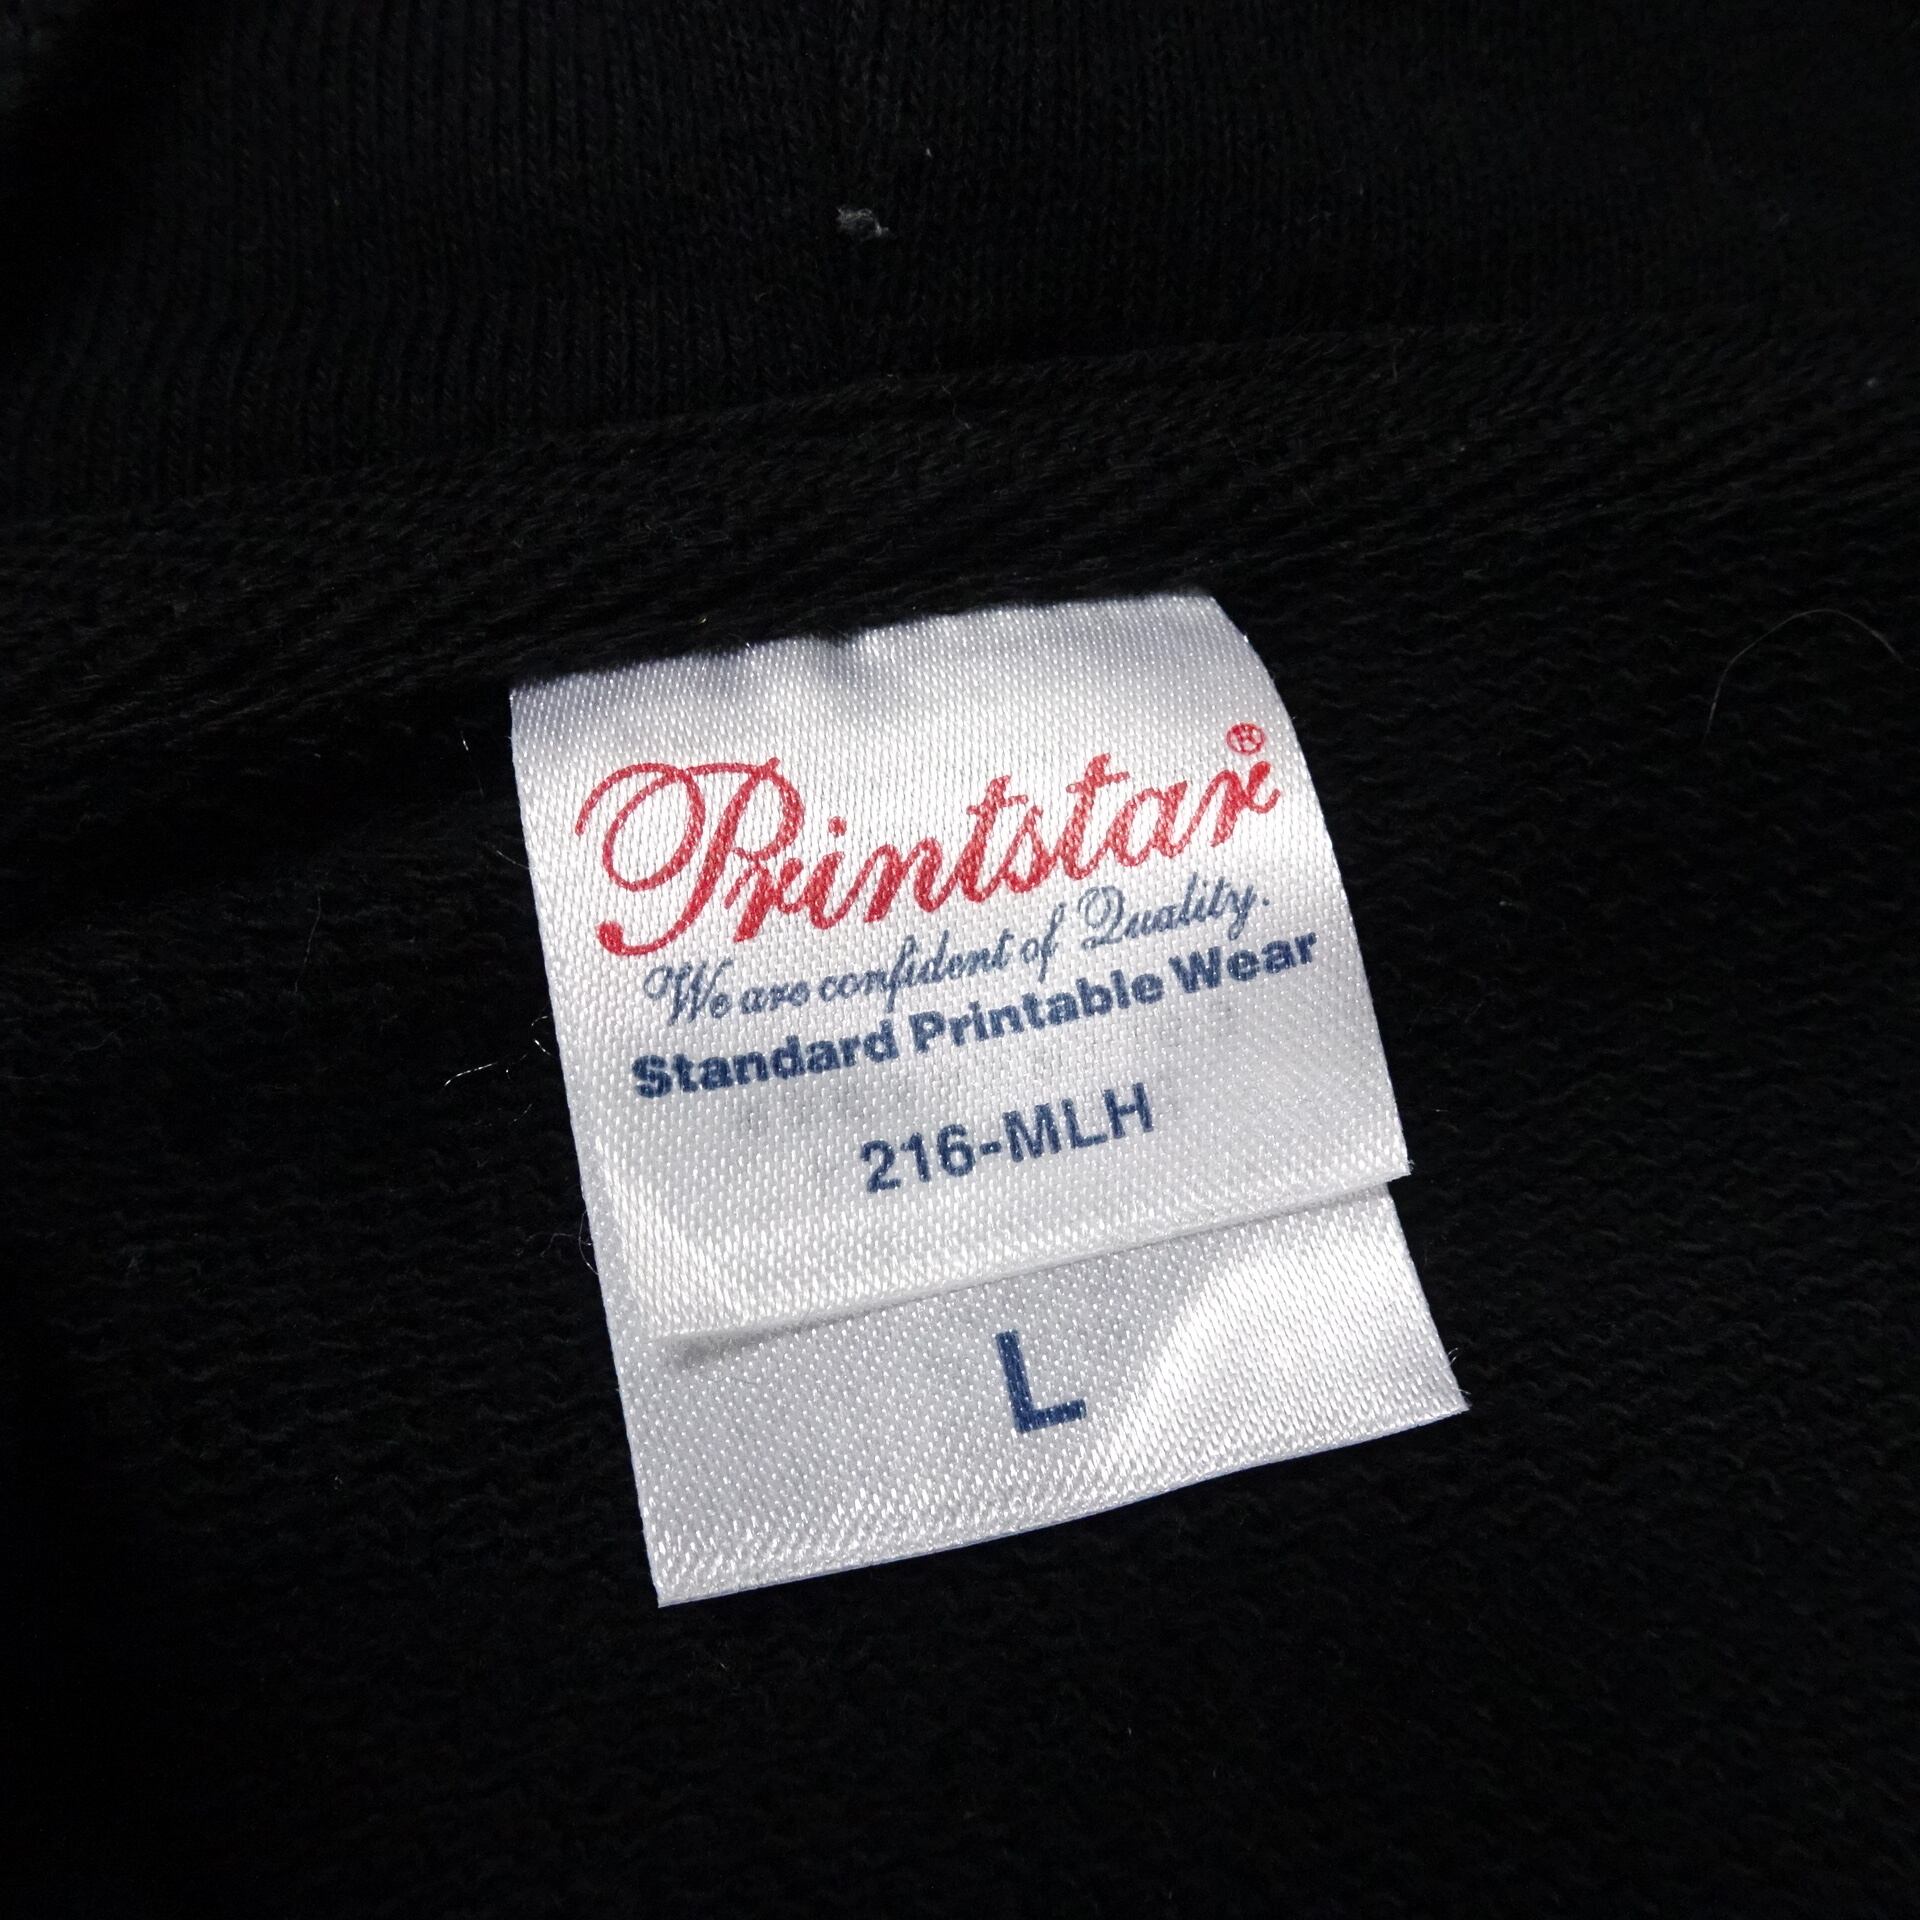 Printstar®
We are confident of Quality.
Standard Printable Wear
216-MLH
L